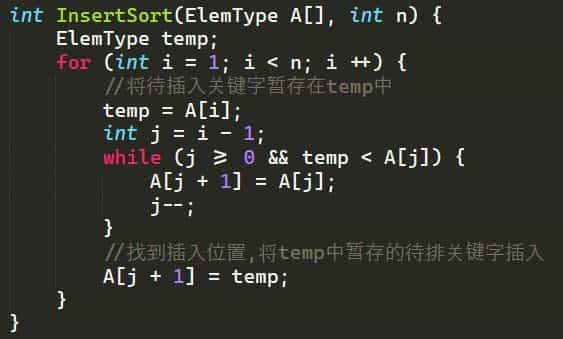 int InsertSort(ElemType A[], int n) {
    ElemType temp;
    for (int i = 1; i < n; i ++) {
        //将待插入关键字暂存在temp中
        temp = A[i];
        int j = i - 1;
        while (j ⩾ 0 && temp < A[j]) {
            A[j + 1] = A[j];
            j--;
        }
        //找到插入位置,将temp中暂存的待排关键字插入
        A[j + 1] = temp;
    }
}